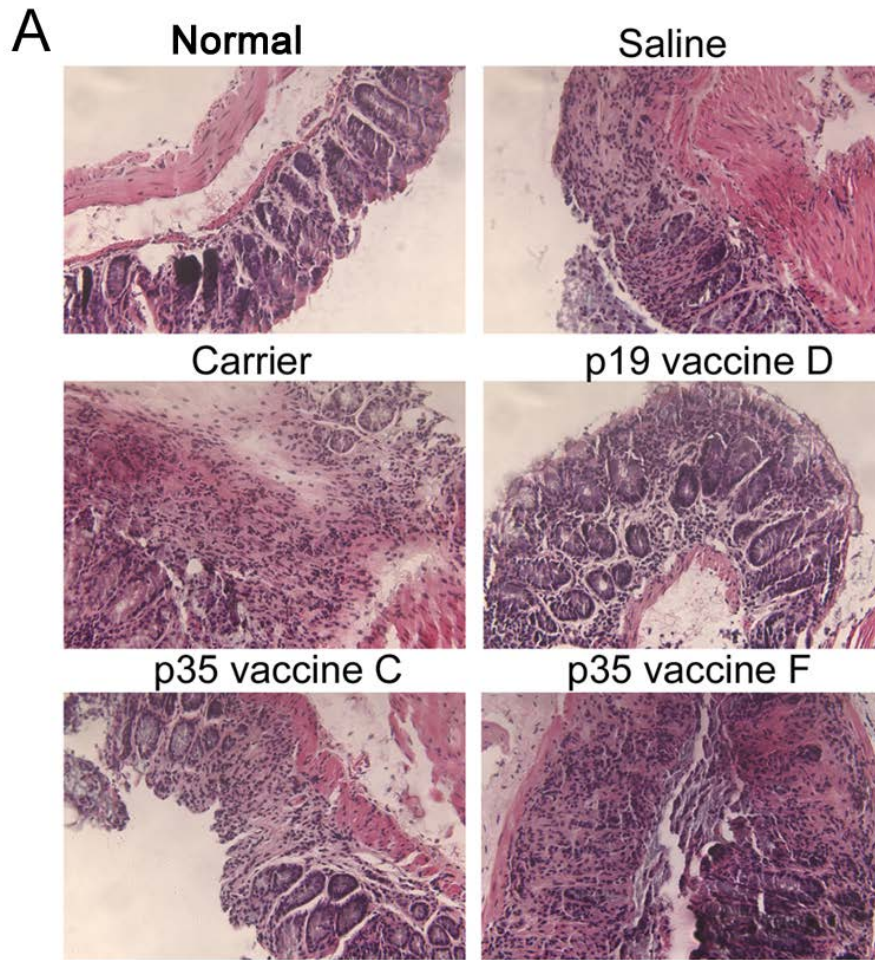 A
Normal
Saline
Carrier
p19 vaccine D
p35 vaccine C
p35 vaccine F